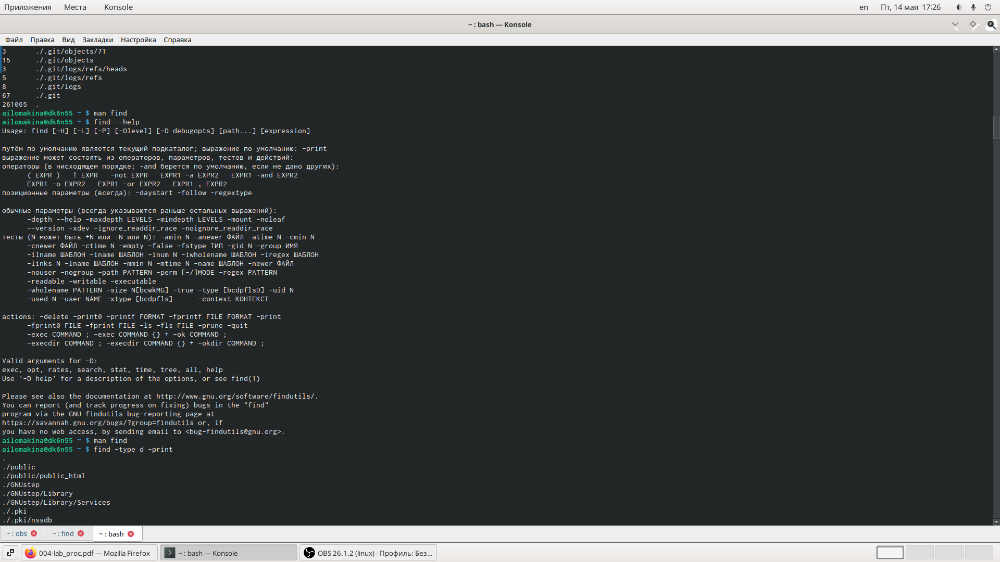 Приложения Места Konsole en Пт, 14 мая 17:26
~ : bash — Konsole
Файл Правка Вид Закладки Настройка Справка
3 ./.git/objects/71
15 ./.git/objects
3 ./.git/logs/refs/heads
5 ./.git/logs/refs
8 ./.git/logs
67 ./.git
261065 .
ailomakina@dk6n55 ~ $ man find
ailomakina@dk6n55 ~ $ find --help
Usage: find [-H] [-L] [-P] [-Olevel] [-D debugopts] [path...] [expression]
путём по умолчанию является текущий подкаталог; выражение по умолчанию: -print
выражение может состоять из операторов, параметров, тестов и действий:
операторы (в нисходящем порядке; -and берется по умолчанию, если не дано других):
( EXPR ) ! EXPR -not EXPR EXPR1 -a EXPR2 EXPR1 -and EXPR2
EXPR1 -o EXPR2 EXPR1 -or EXPR2 EXPR1 , EXPR2
позиционные параметры (всегда): -daystart -follow -regextype
обычные параметры (всегда указываются раньше остальных выражений):
-depth --help -maxdepth LEVELS -mindepth LEVELS -mount -noleaf
--version -xdev -ignore_readdir_race -noignore_readdir_race
тесты (N может быть +N или -N или N): -amin N -anewer ФАЙЛ -atime N -cmin N
-cnewer ФАЙЛ -ctime N -empty -false -fstype ТИП -gid N -group ИМЯ
-ilname ШАБЛОН -iname ШАБЛОН -inum N -iwholename ШАБЛОН -iregex ШАБЛОН
-links N -lname ШАБЛОН -mmin N -mtime N -name ШАБЛОН -newer ФАЙЛ
-nouser -nogroup -path PATTERN -perm [-/]MODE -regex PATTERN
-readable -writable -executable
-wholename PATTERN -size N[bcwkMG] -true -type [bcdpflsD] -uid N
-used N -user NAME -xtype [bcdpfls] -context КОНТЕКСТ
actions: -delete -print0 -printf FORMAT -fprintf FILE FORMAT -print
-fprint0 FILE -fprint FILE -ls -fls FILE -prune -quit
-exec COMMAND ; -exec COMMAND {} + -ok COMMAND ;
-execdir COMMAND ; -execdir COMMAND {} + -okdir COMMAND ;
Valid arguments for -D:
exec, opt, rates, search, stat, time, tree, all, help
Use '-D help' for a description of the options, or see find(1)
Please see also the documentation at http://www.gnu.org/software/findutils/.
You can report (and track progress on fixing) bugs in the "find"
program via the GNU findutils bug-reporting page at
https://savannah.gnu.org/bugs/?group=findutils or, if
you have no web access, by sending email to <bug-findutils@gnu.org>.
ailomakina@dk6n55 ~ $ man find
ailomakina@dk6n55 ~ $ find -type d -print
.
./public
./public/public_html
./GNUstep
./GNUstep/Library
./GNUstep/Library/Services
./.pki
./.pki/nssdb
~ : obs ~ : find ~ : bash
004-lab_proc.pdf — Mozilla Firefox ~ : bash — Konsole OBS 26.1.2 (linux) - Профиль: Без...